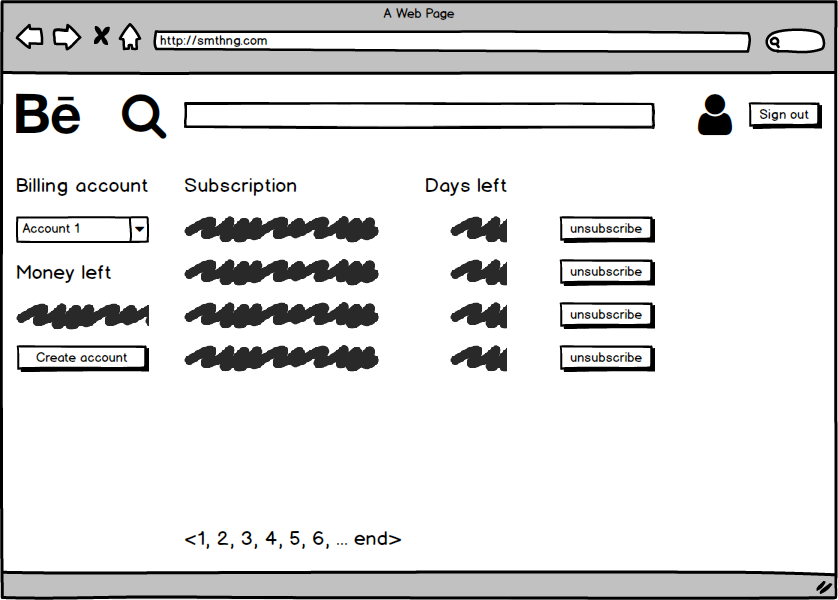 A Web Page
http://smthng.com
Bē
Sign out
Billing account
Subscription
Days left
Account 1
unsubscribe
Money left
unsubscribe
unsubscribe
Create account
unsubscribe
<1, 2, 3, 4, 5, 6, ... end>